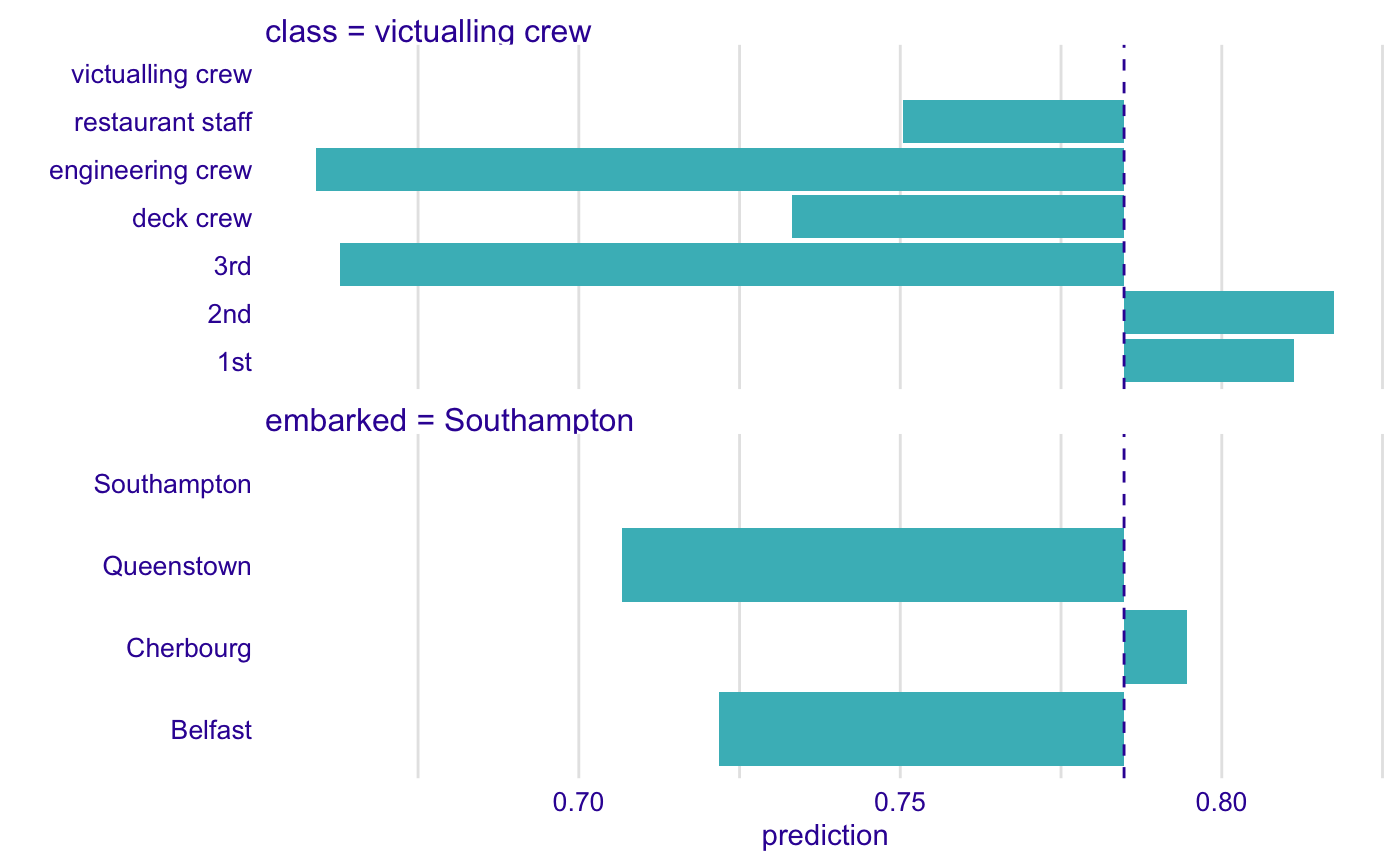 class = victualling crew
victualling crew
restaurant staff
engineering crew
deck crew
3rd
2nd
1st
embarked = Southampton
Southampton
Queenstown
Cherbourg
Belfast
0.70 0.75 0.80
prediction